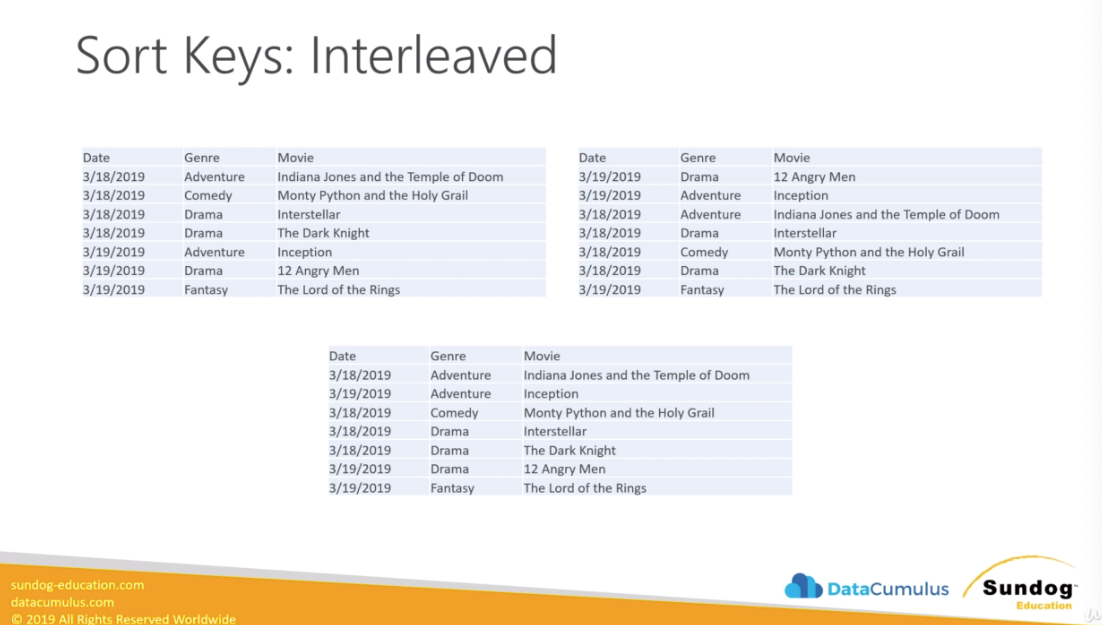 Sort Keys: Interleaved
Date Genre Movie
3/18/2019 Adventure Indiana Jones and the Temple of Doom
3/18/2019 Comedy Monty Python and the Holy Grail
3/18/2019 Drama Interstellar
3/18/2019 Drama The Dark Knight
3/19/2019 Adventure Inception
3/19/2019 Drama 12 Angry Men
3/19/2019 Fantasy The Lord of the Rings
Date Genre Movie
3/19/2019 Drama 12 Angry Men
3/19/2019 Adventure Inception
3/18/2019 Adventure Indiana Jones and the Temple of Doom
3/18/2019 Drama Interstellar
3/18/2019 Comedy Monty Python and the Holy Grail
3/18/2019 Drama The Dark Knight
3/19/2019 Fantasy The Lord of the Rings
Date Genre Movie
3/18/2019 Adventure Indiana Jones and the Temple of Doom
3/19/2019 Adventure Inception
3/18/2019 Comedy Monty Python and the Holy Grail
3/18/2019 Drama Interstellar
3/18/2019 Drama The Dark Knight
3/19/2019 Drama 12 Angry Men
3/19/2019 Fantasy The Lord of the Rings
sundog-education.com
datacumulus.com
© 2019 All Rights Reserved Worldwide
DataCumulus
Sundog
Education